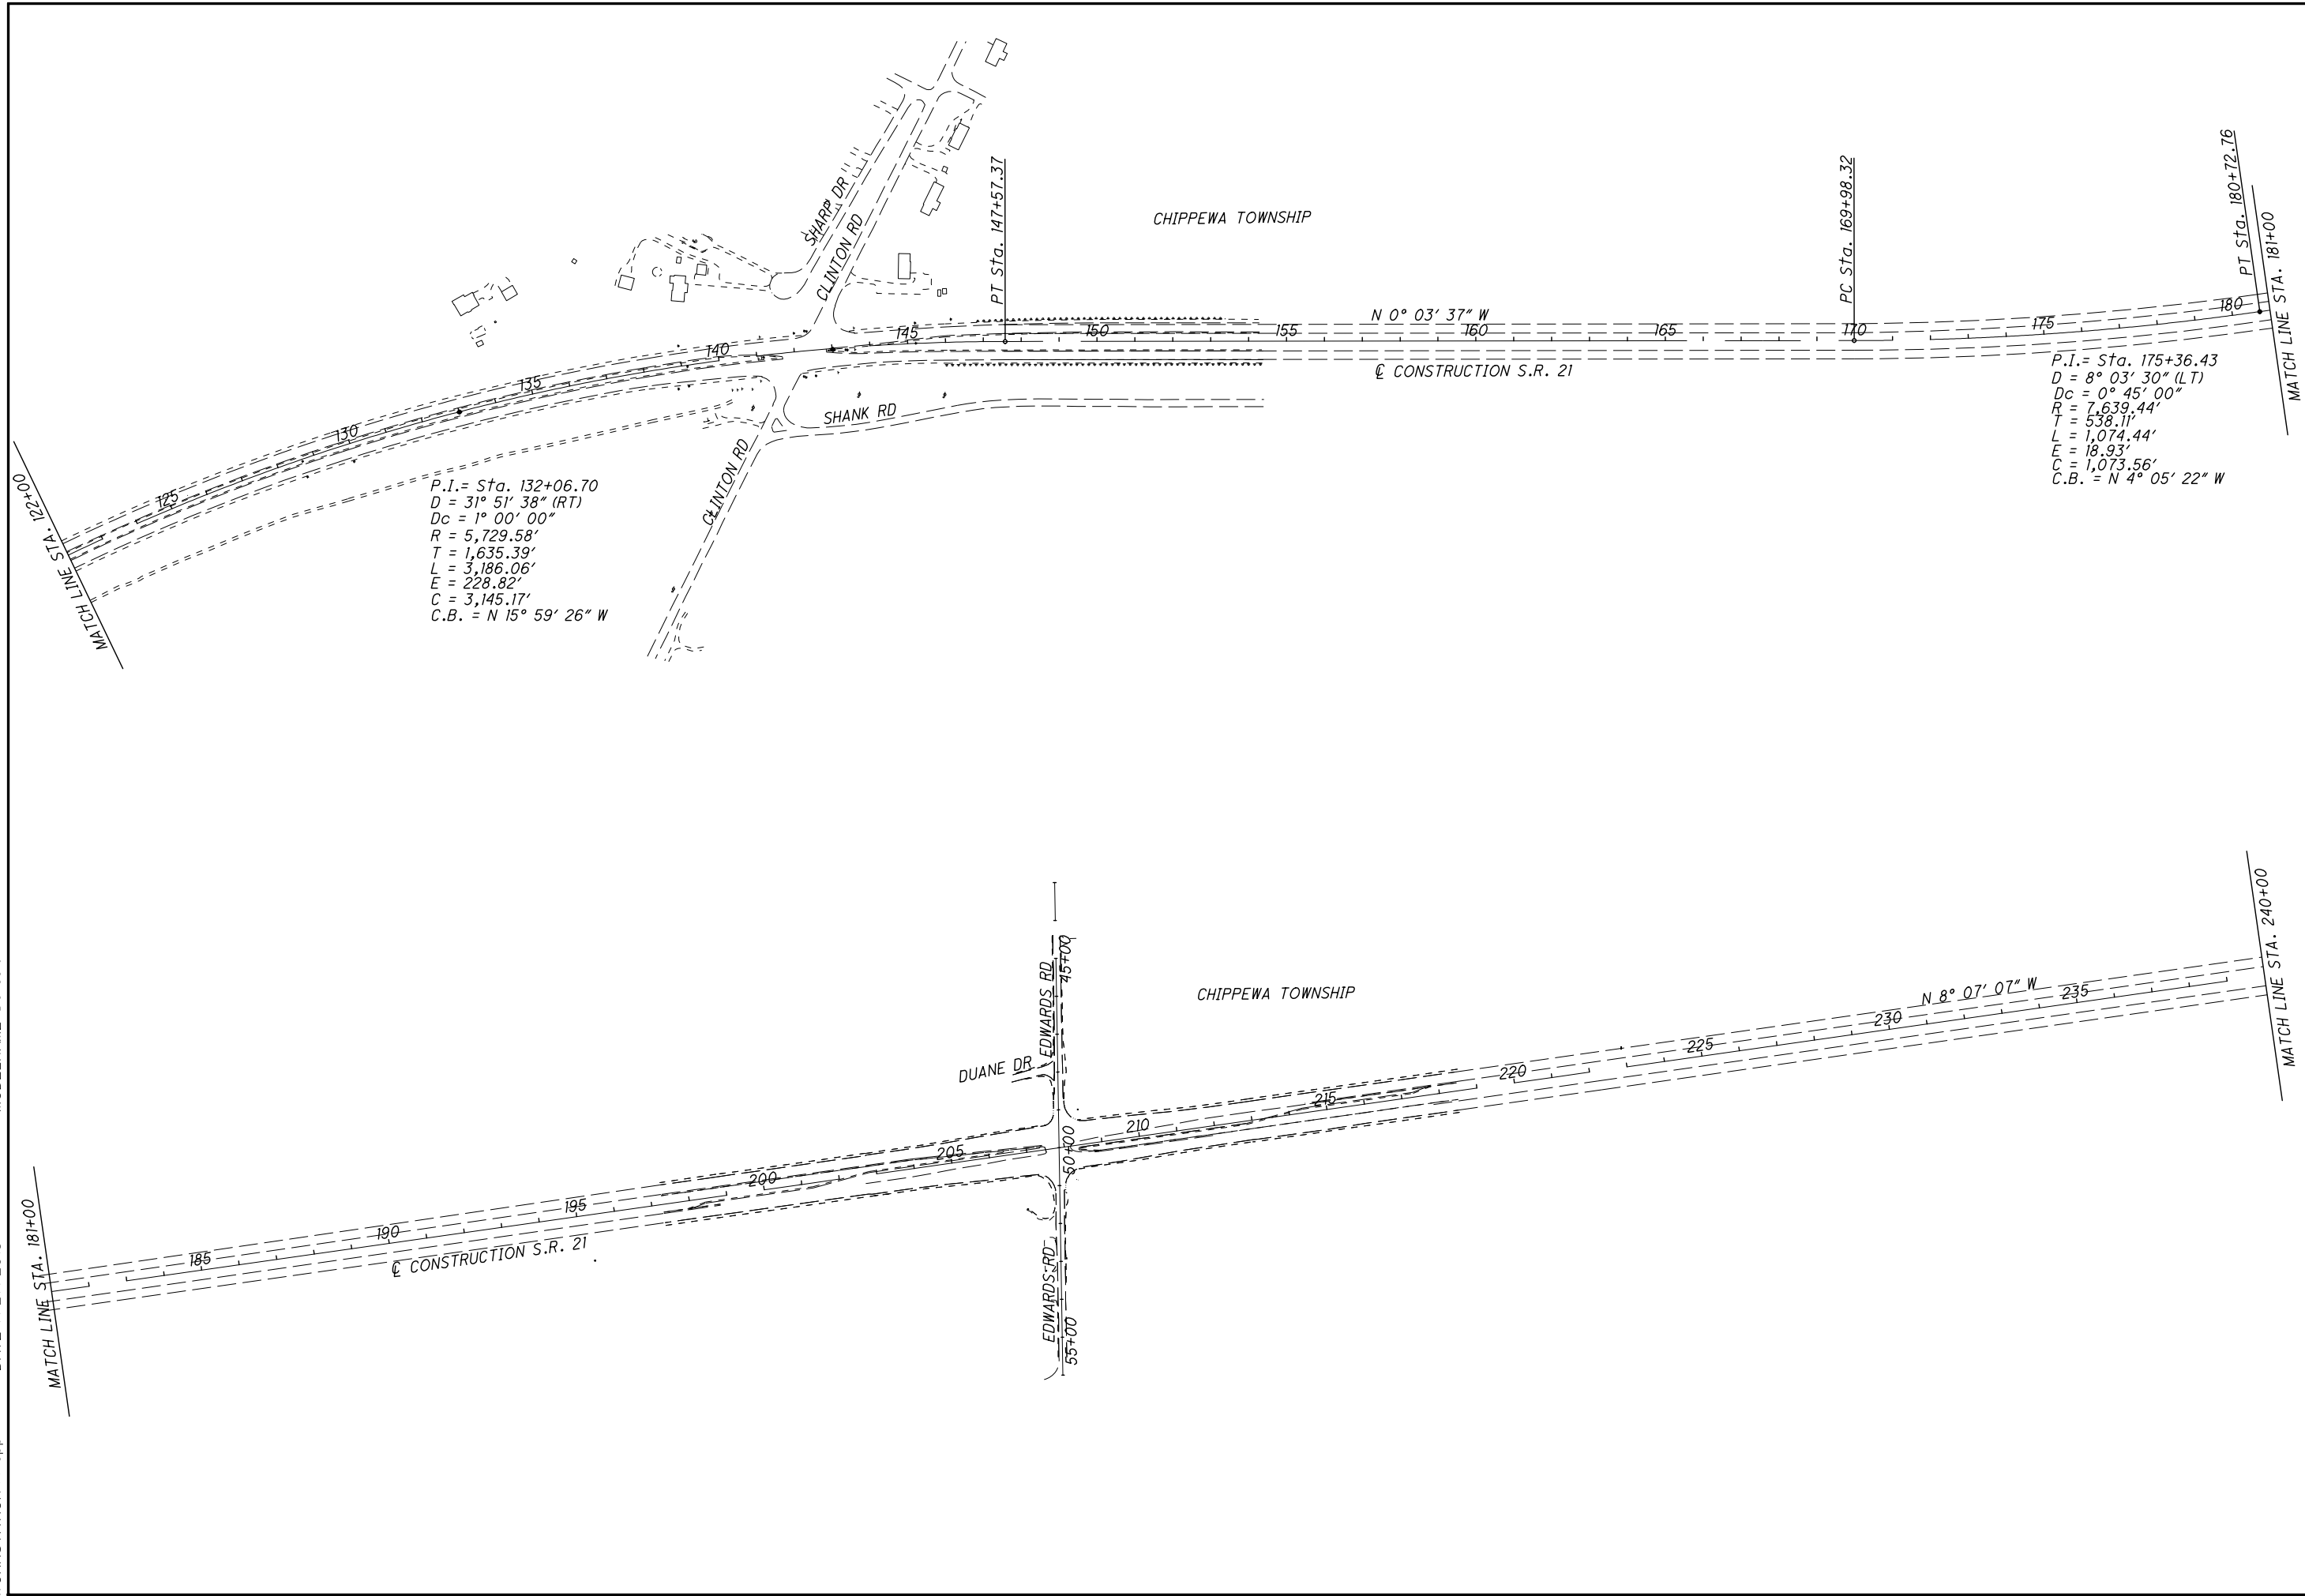 SHARP DR
CLINTON RD
PT Sta. 147+57.37
CHIPPEWA TOWNSHIP
PC Sta. 169+98.32
PT Sta. 180+72.76
MATCH LINE STA. 181+00
N 0° 03' 37" W
125
130
135
140
145
150
155
160
165
170
175
180
℄ CONSTRUCTION S.R. 21
SHANK RD
CLINTON RD
MATCH LINE STA. 122+00
P.I.= Sta. 132+06.70
D = 31° 51' 38" (RT)
Dc = 1° 00' 00"
R = 5,729.58'
T = 1,635.39'
L = 3,186.06'
E = 228.82'
C = 3,145.17'
C.B. = N 15° 59' 26" W
P.I.= Sta. 175+36.43
D = 8° 03' 30" (LT)
Dc = 0° 45' 00"
R = 7,639.44'
T = 538.11'
L = 1,074.44'
E = 18.93'
C = 1,073.56'
C.B. = N 4° 05' 22" W
MATCH LINE STA. 181+00
185
190
195
200
205
210
215
220
225
230
235
℄ CONSTRUCTION S.R. 21
DUANE DR
EDWARDS RD
45+00
50+00
EDWARDS RD
55+00
CHIPPEWA TOWNSHIP
N 8° 07' 07" W
MATCH LINE STA. 240+00